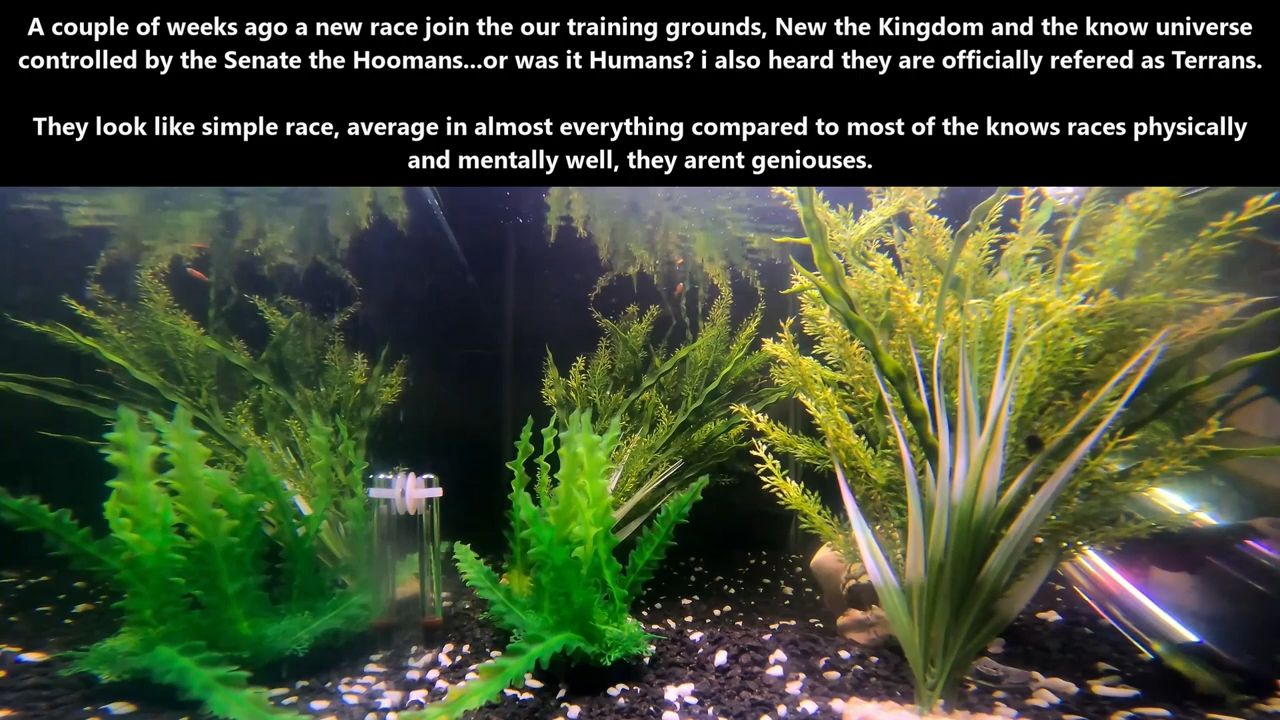 A couple of weeks ago a new race join the our training grounds, New the Kingdom and the know universe
controlled by the Senate the Hoomans...or was it Humans? i also heard they are officially refered as Terrans.
They look like simple race, average in almost everything compared to most of the knows races physically
and mentally well, they arent geniouses.